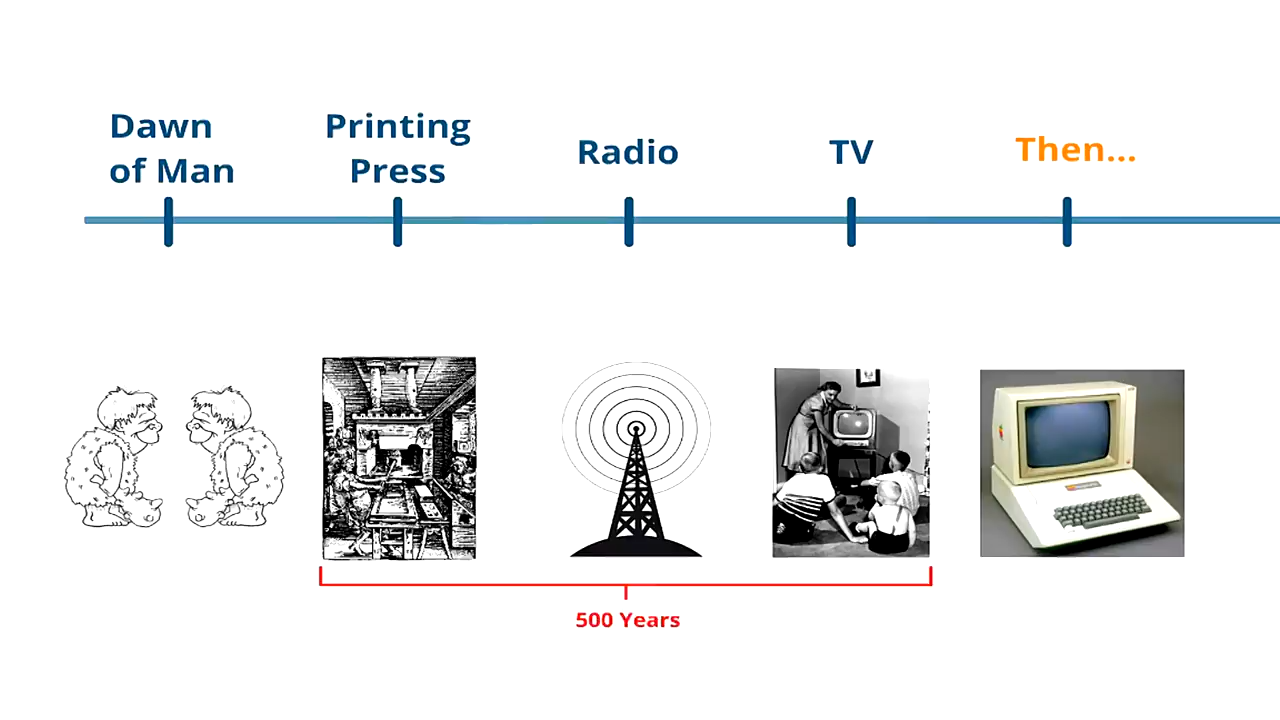 Dawn
of Man
Printing
Press
Radio
TV
Then...
500 Years